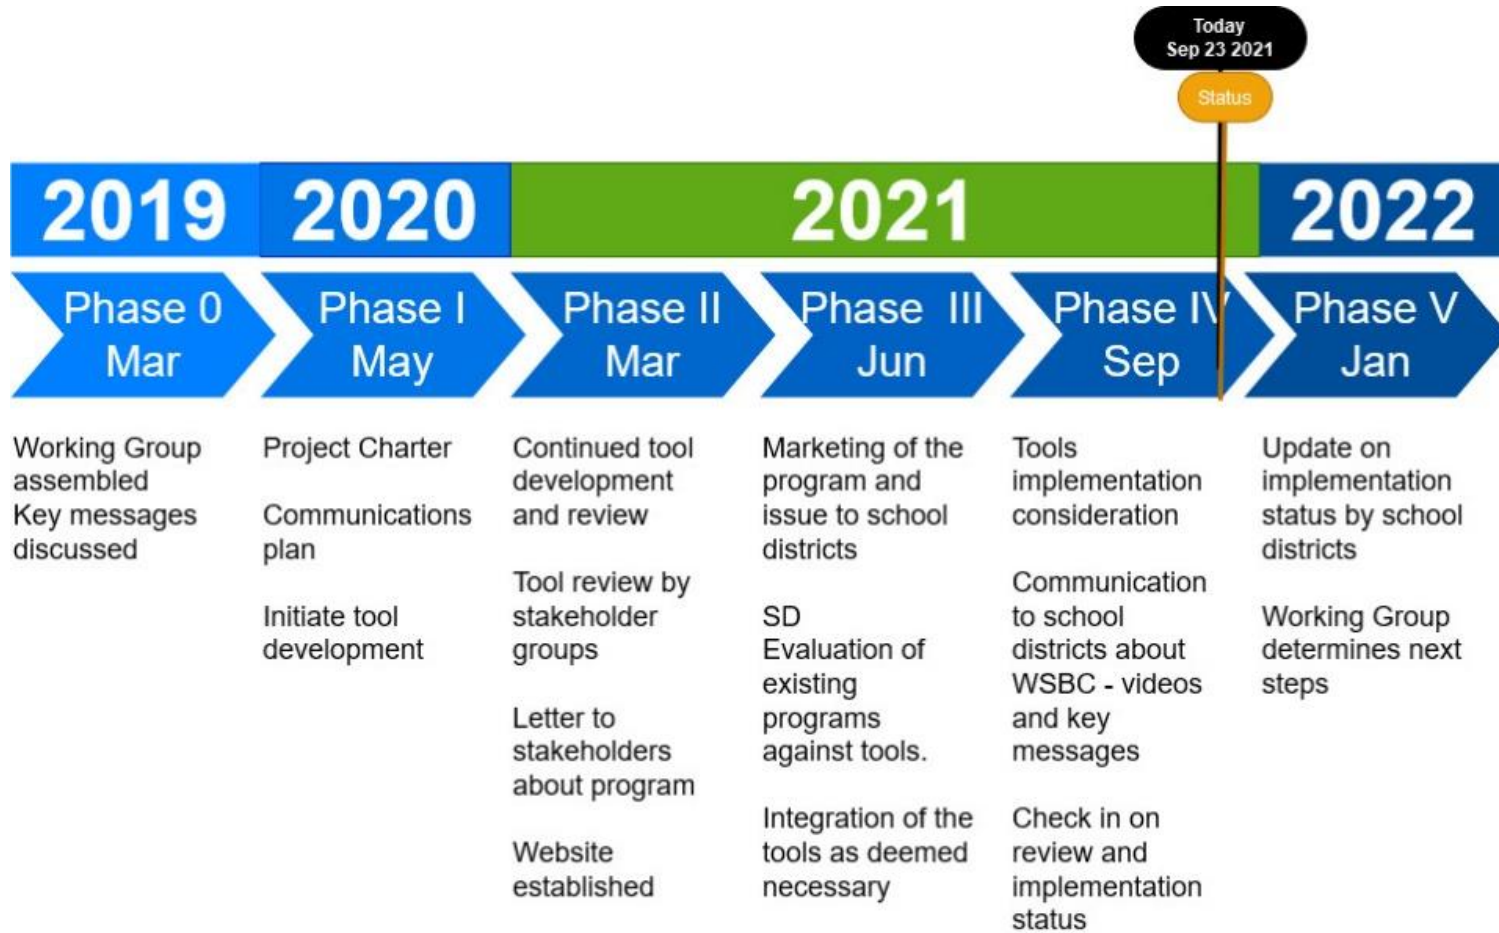 Today
Sep 23 2021
Status
2019
2020
2021
2022
Phase 0
Mar
Phase I
May
Phase II
Mar
Phase III
Jun
Phase IV
Sep
Phase V
Jan
Working Group
assembled
Key messages
discussed
Project Charter
Communications
plan
Initiate tool
development
Continued tool
development
and review
Tool review by
stakeholder
groups
Letter to
stakeholders
about program
Website
established
Marketing of the
program and
issue to school
districts
SD
Evaluation of
existing
programs
against tools.
Integration of the
tools as deemed
necessary
Tools
implementation
consideration
Communication
to school
districts about
WSBC - videos
and key
messages
Check in on
review and
implementation
status
Update on
implementation
status by school
districts
Working Group
determines next
steps